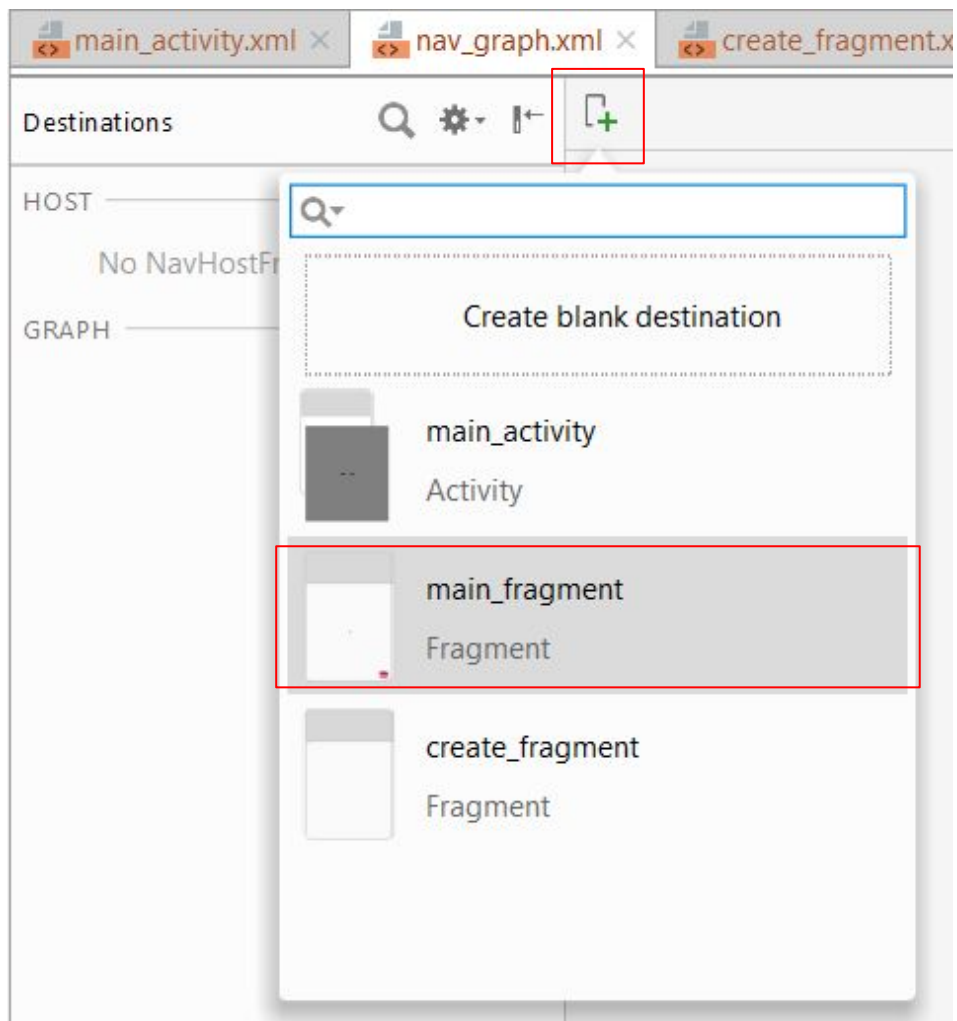 main_activity.xml
nav_graph.xml
create_fragment.x
Destinations
HOST
No NavHostFr
GRAPH
Create blank destination
main_activity
Activity
main_fragment
Fragment
create_fragment
Fragment